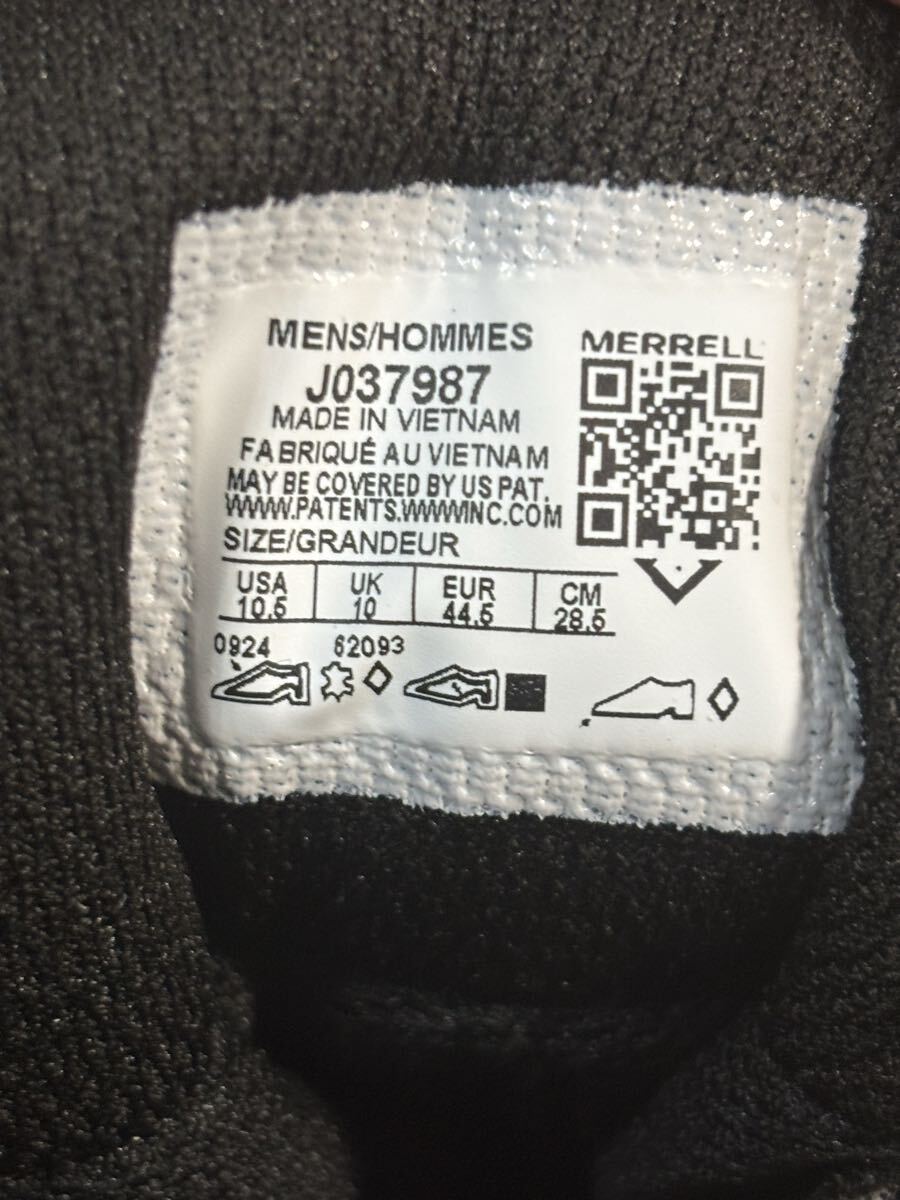 MENS/HOMMES
J037987
MADE IN VIETNAM
FABRIQUÉ AU VIETNAM
MAY BE COVERED BY US PAT.
WWW.PATENTS.WWWINC.COM
SIZE/GRANDEUR
USA UK EUR CM
10.5 10 44.5 28.5
0924 62093
MERRELL